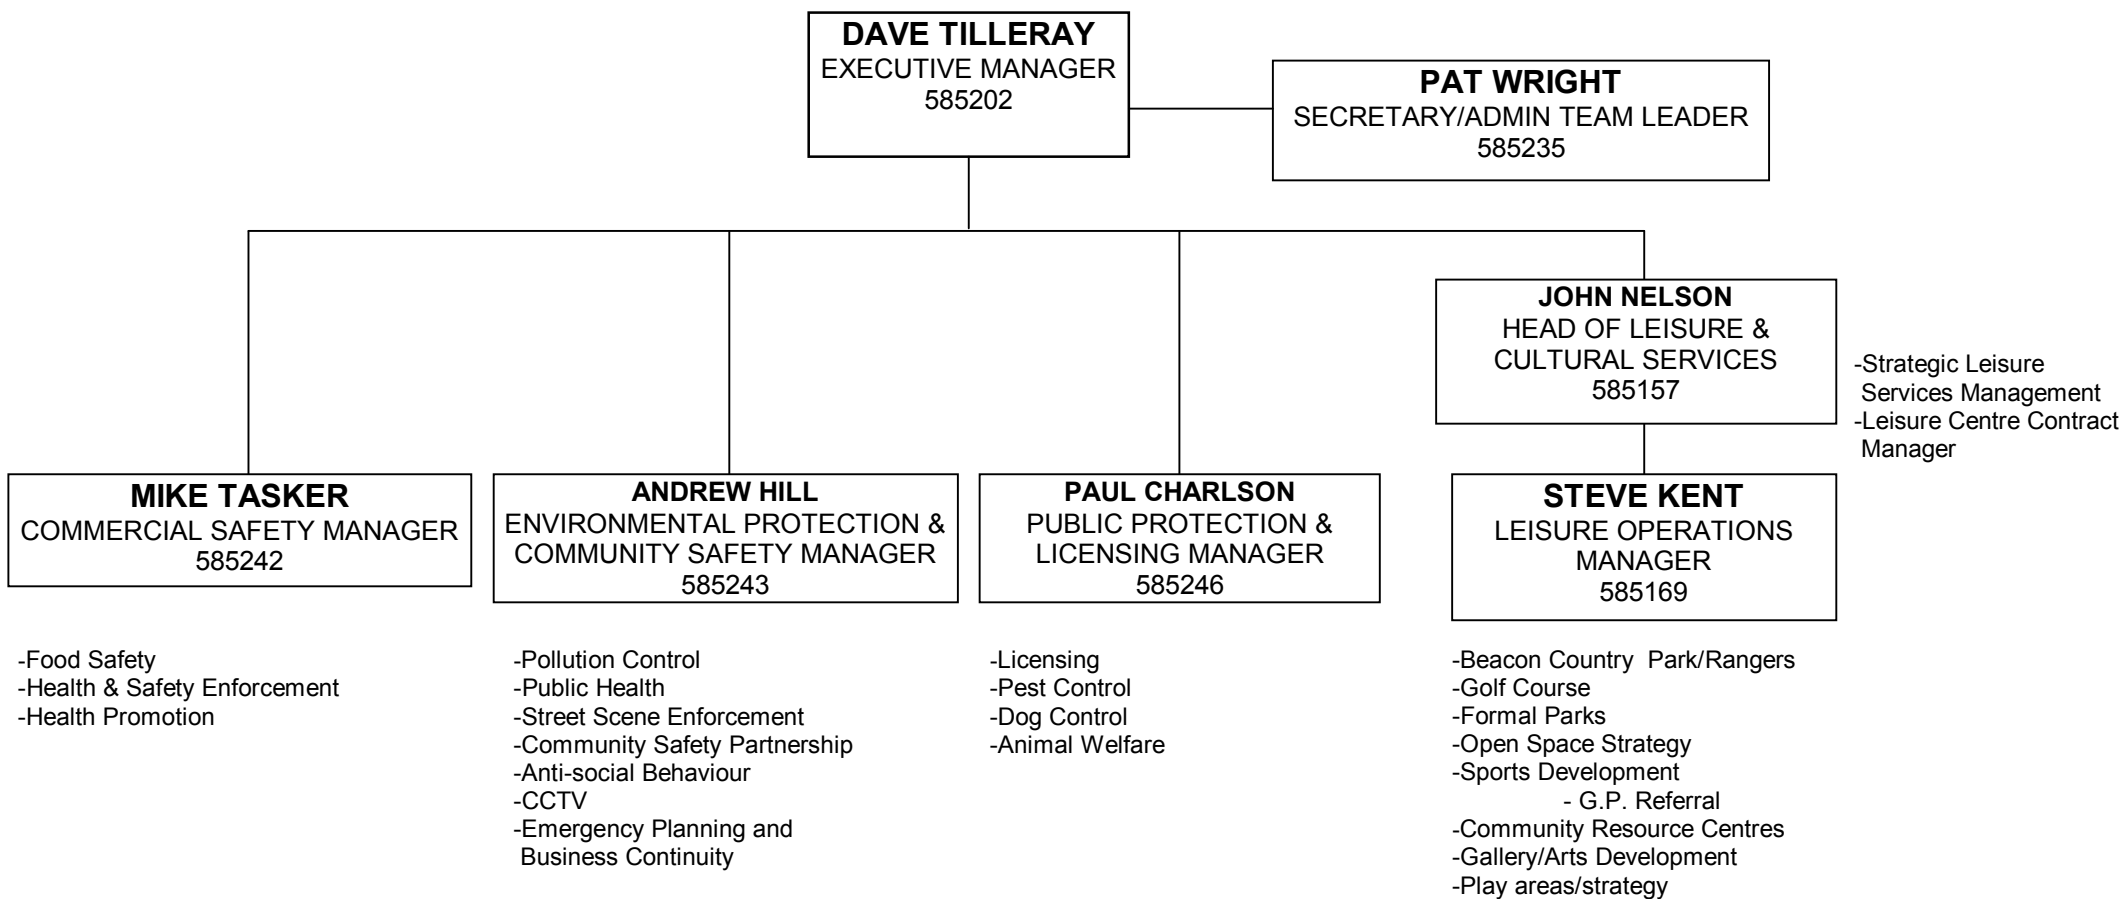 DAVE TILLERAY
EXECUTIVE MANAGER
585202
PAT WRIGHT
SECRETARY/ADMIN TEAM LEADER
585235
JOHN NELSON
HEAD OF LEISURE &
CULTURAL SERVICES
585157
-Strategic Leisure
Services Management
-Leisure Centre Contract
Manager
MIKE TASKER
COMMERCIAL SAFETY MANAGER
585242
ANDREW HILL
ENVIRONMENTAL PROTECTION &
COMMUNITY SAFETY MANAGER
585243
PAUL CHARLSON
PUBLIC PROTECTION &
LICENSING MANAGER
585246
STEVE KENT
LEISURE OPERATIONS
MANAGER
585169
-Food Safety
-Health & Safety Enforcement
-Health Promotion
-Pollution Control
-Public Health
-Street Scene Enforcement
-Community Safety Partnership
-Anti-social Behaviour
-CCTV
-Emergency Planning and
Business Continuity
-Licensing
-Pest Control
-Dog Control
-Animal Welfare
-Beacon Country Park/Rangers
-Golf Course
-Formal Parks
-Open Space Strategy
-Sports Development
- G.P. Referral
-Community Resource Centres
-Gallery/Arts Development
-Play areas/strategy